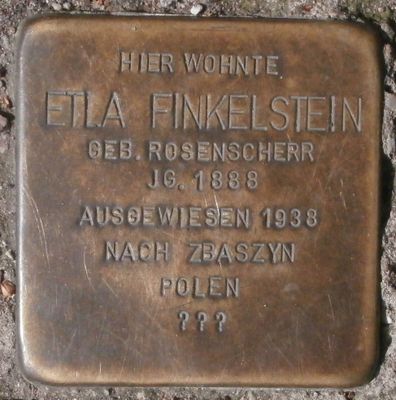 HIER WOHNTE
ETLA FINKELSTEIN
GEB. ROSENSCHERR
JG. 1888
AUSGEWIESEN 1938
NACH ZBASZYN
POLEN
???